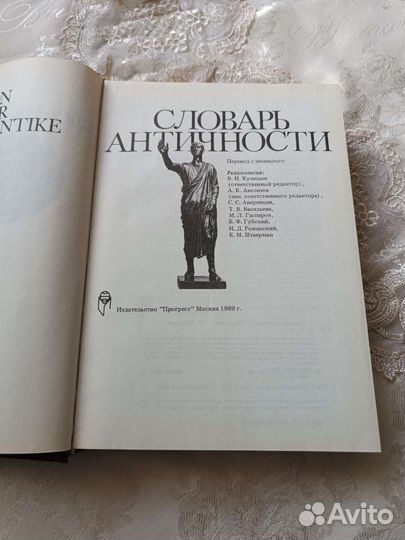 N
R
NTIKE
СЛОВАРЬ
АНТИЧНОСТИ
Перевод с немецкого
Редколлегия:
В. И. Кузищин
(ответственный редактор),
А. К. Авеличев
(зам. ответственного редактора),
С. С. Аверинцев,
Т. В. Васильева,
М. Л. Гаспаров,
Е. Ф. Губский,
И. Д. Рожанский,
Е. М. Штаерман
Издательство "Прогресс" Москва 1989 г.
Avito